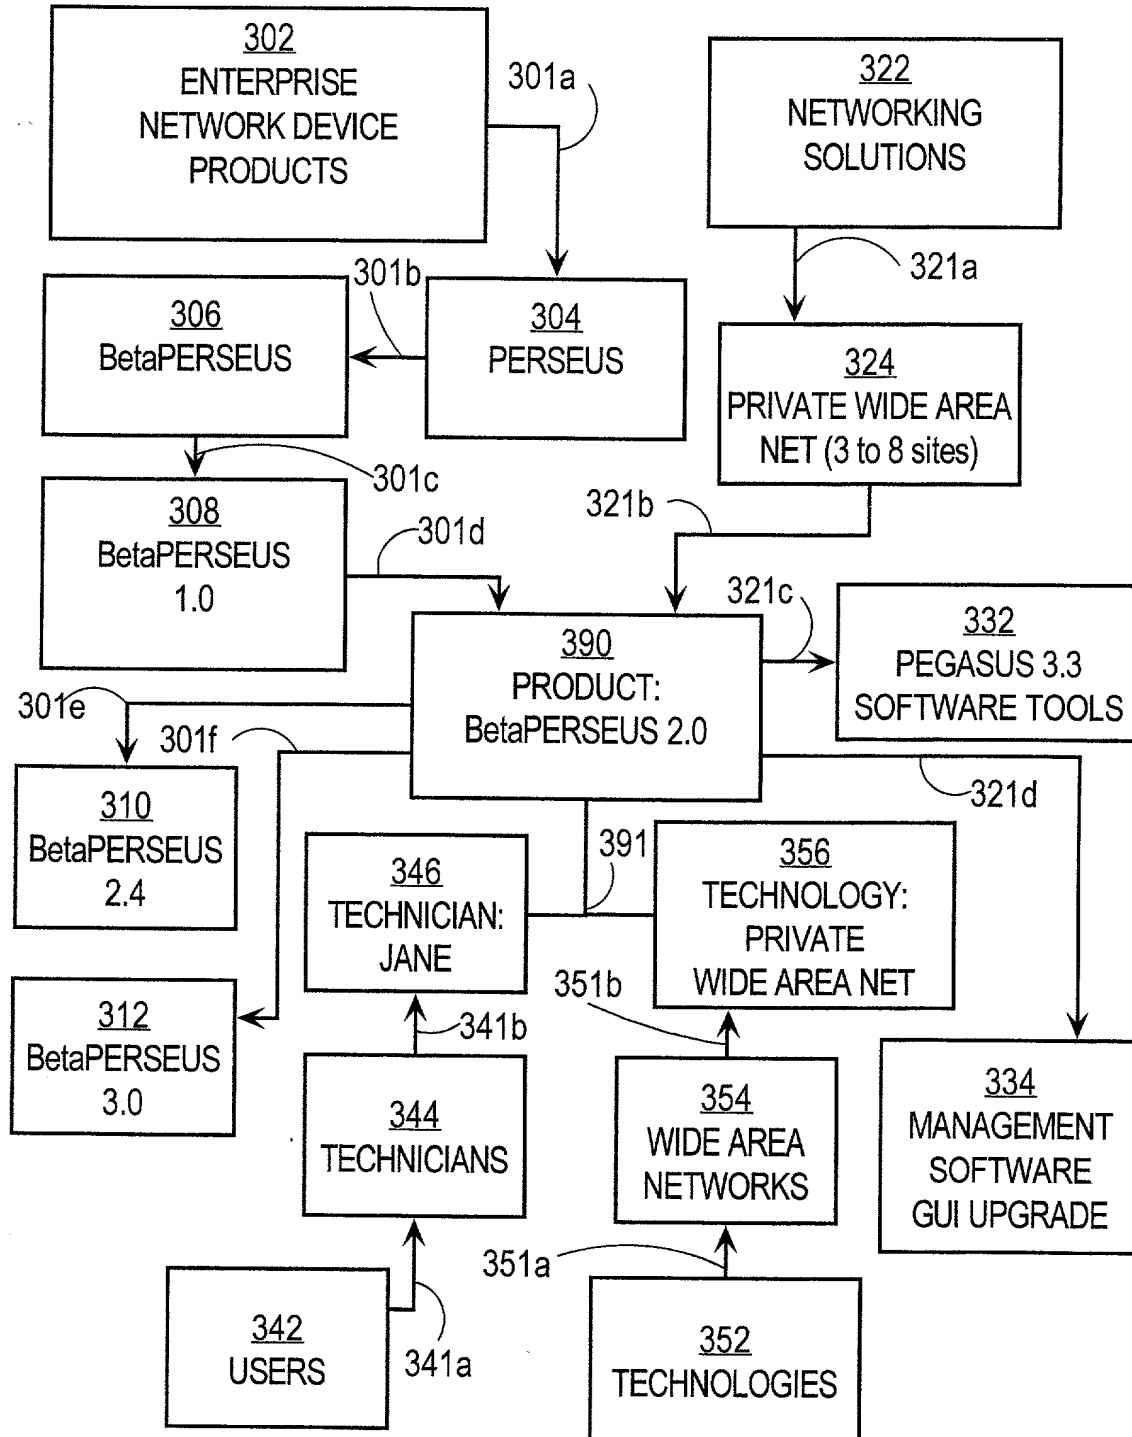 302
ENTERPRISE
NETWORK DEVICE
PRODUCTS
301a
322
NETWORKING
SOLUTIONS
321a
301b
306
BetaPERSEUS
304
PERSEUS
324
PRIVATE WIDE AREA
NET (3 to 8 sites)
301c
308
BetaPERSEUS
1.0
301d
321b
321c
390
PRODUCT:
BetaPERSEUS 2.0
332
PEGASUS 3.3
SOFTWARE TOOLS
301e
301f
321d
310
BetaPERSEUS
2.4
346
TECHNICIAN:
JANE
391
356
TECHNOLOGY:
PRIVATE
WIDE AREA NET
312
BetaPERSEUS
3.0
341b
351b
344
TECHNICIANS
354
WIDE AREA
NETWORKS
334
MANAGEMENT
SOFTWARE
GUI UPGRADE
351a
342
USERS
341a
352
TECHNOLOGIES